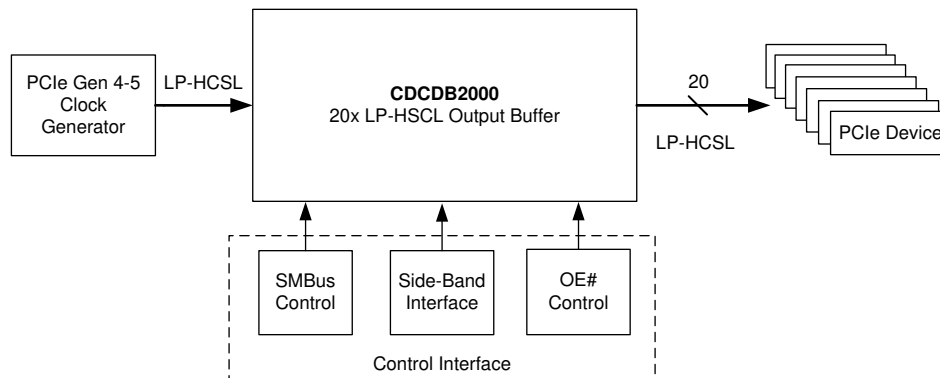 PCIe Gen 4-5
Clock
Generator
LP-HCSL
CDCDB2000
20x LP-HSCL Output Buffer
20
LP-HCSL
PCIe Device
SMBus
Control
Side-Band
Interface
OE#
Control
Control Interface